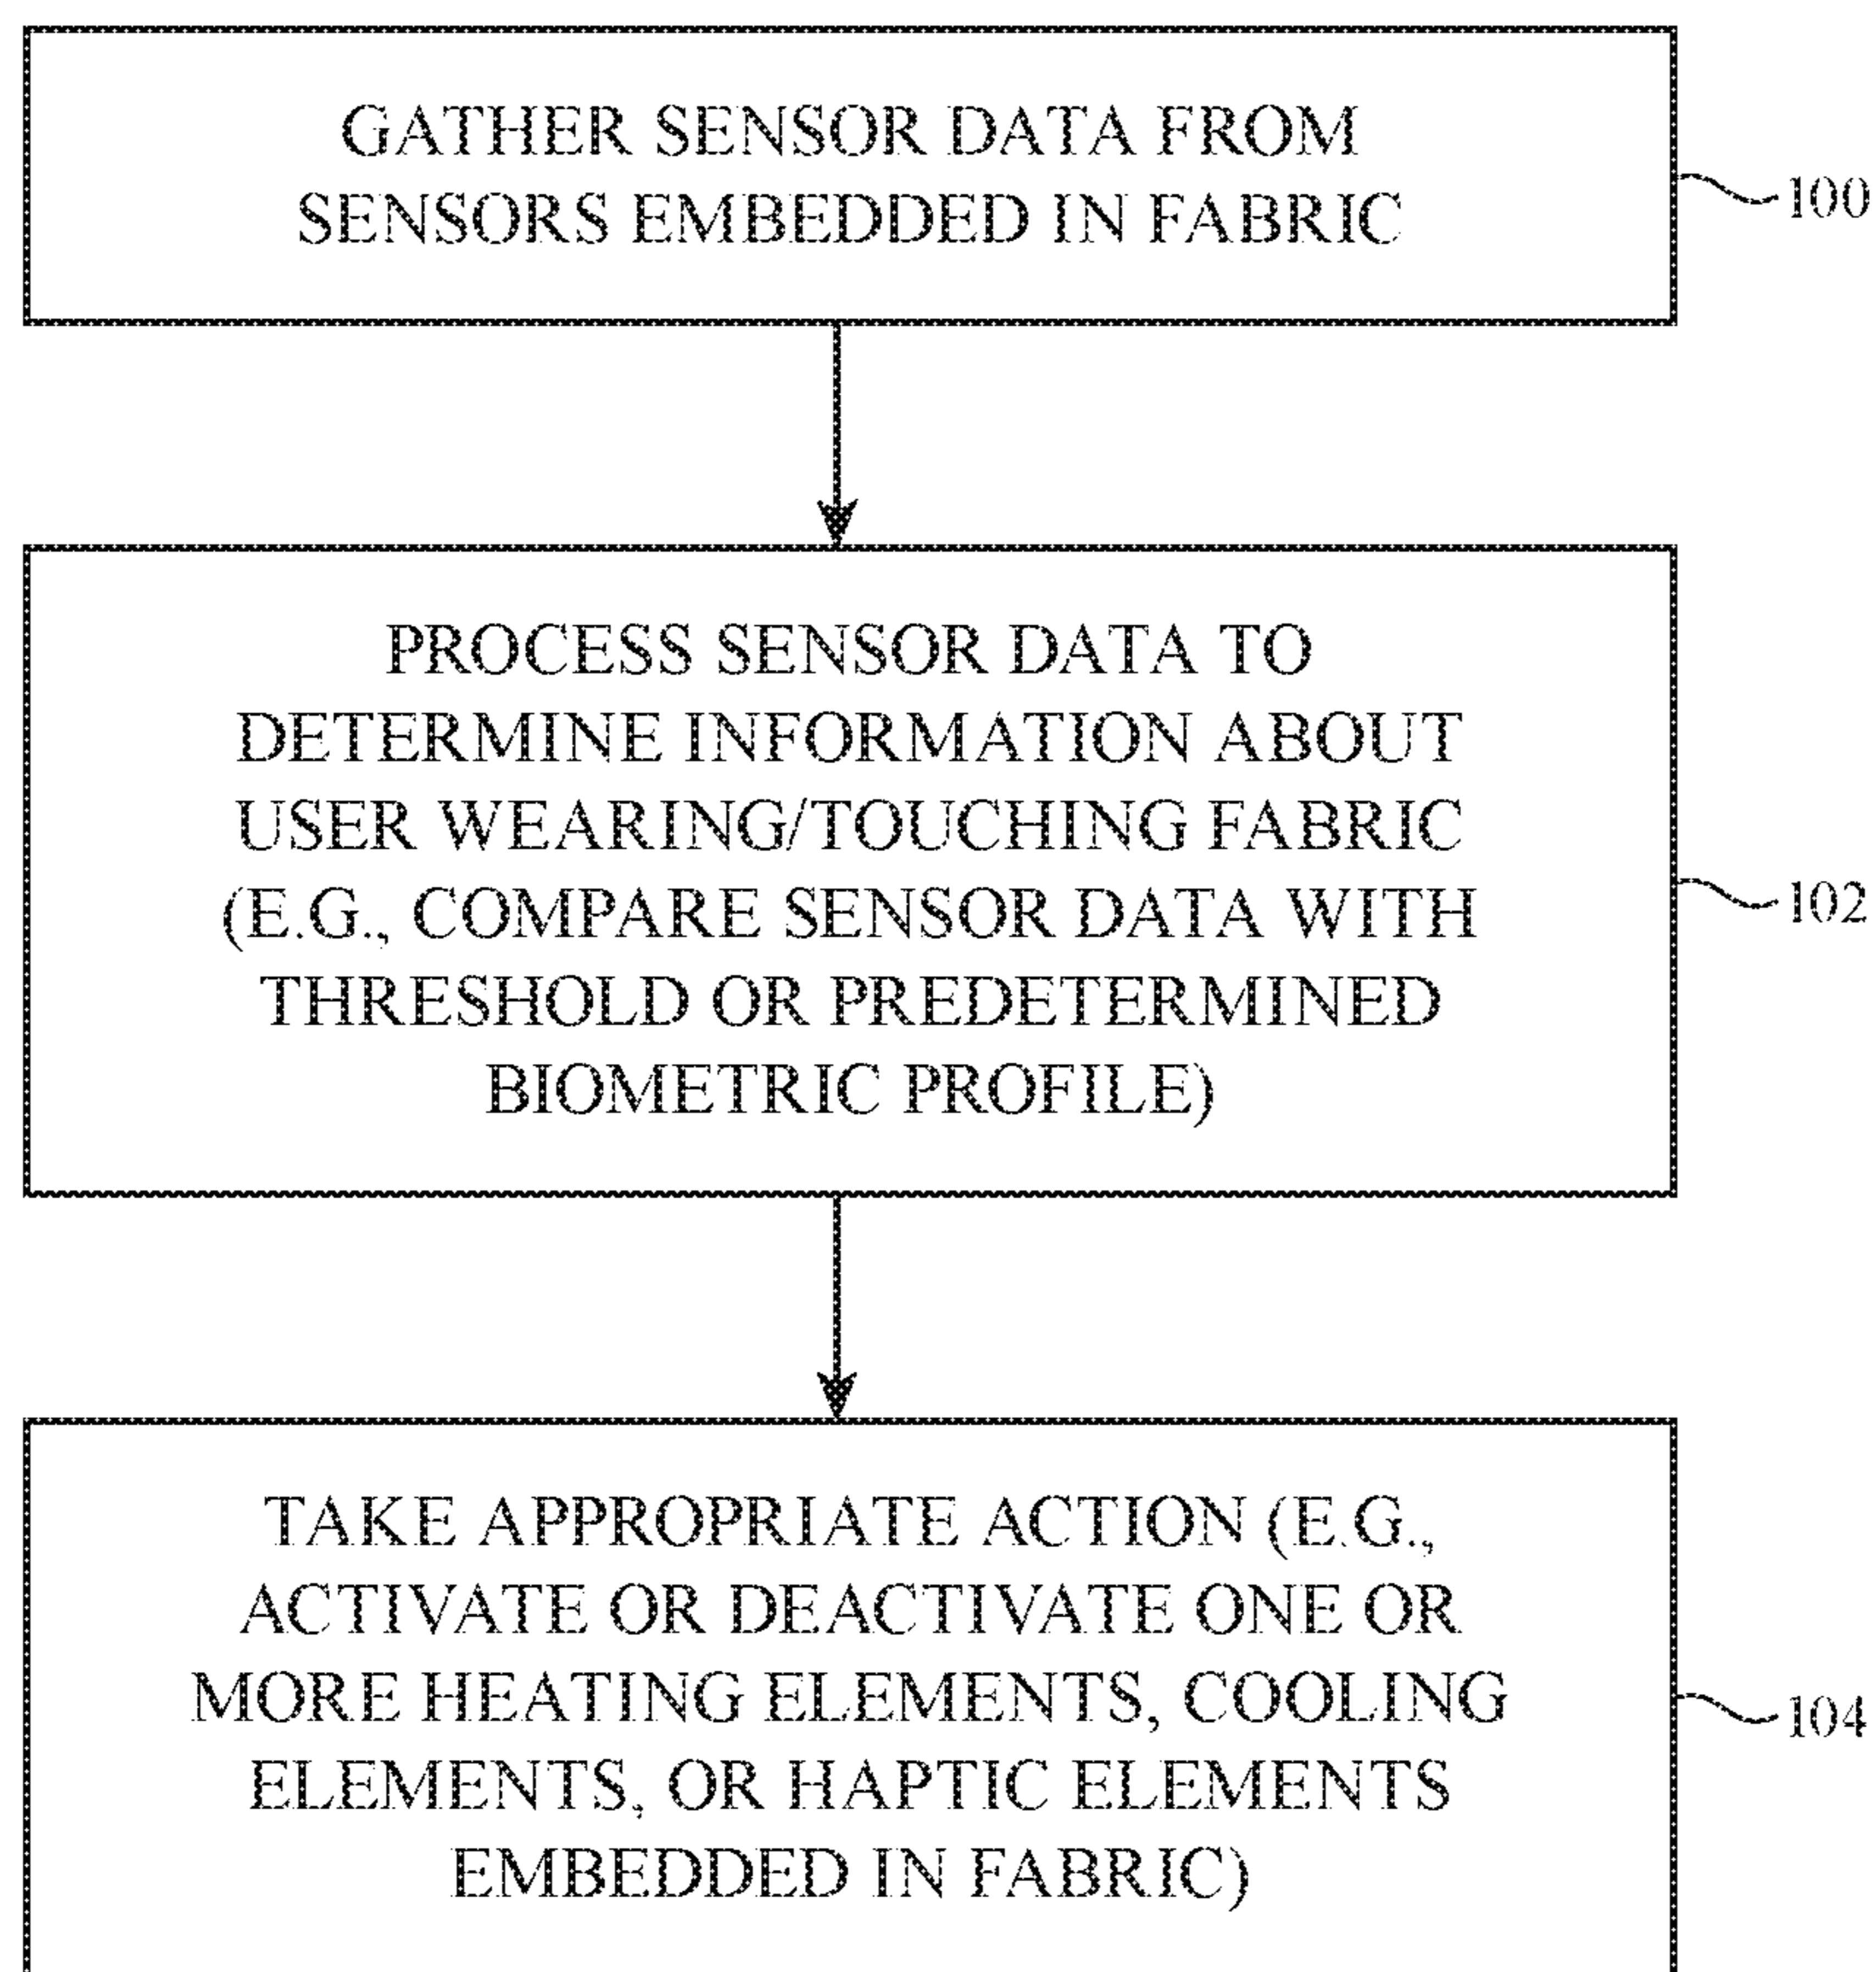 GATHER SENSOR DATA FROM
SENSORS EMBEDDED IN FABRIC
100
PROCESS SENSOR DATA TO
DETERMINE INFORMATION ABOUT
USER WEARING/TOUCHING FABRIC
(E.G., COMPARE SENSOR DATA WITH
THRESHOLD OR PREDETERMINED
BIOMETRIC PROFILE)
102
TAKE APPROPRIATE ACTION (E.G.,
ACTIVATE OR DEACTIVATE ONE OR
MORE HEATING ELEMENTS, COOLING
ELEMENTS, OR HAPTIC ELEMENTS
EMBEDDED IN FABRIC)
104